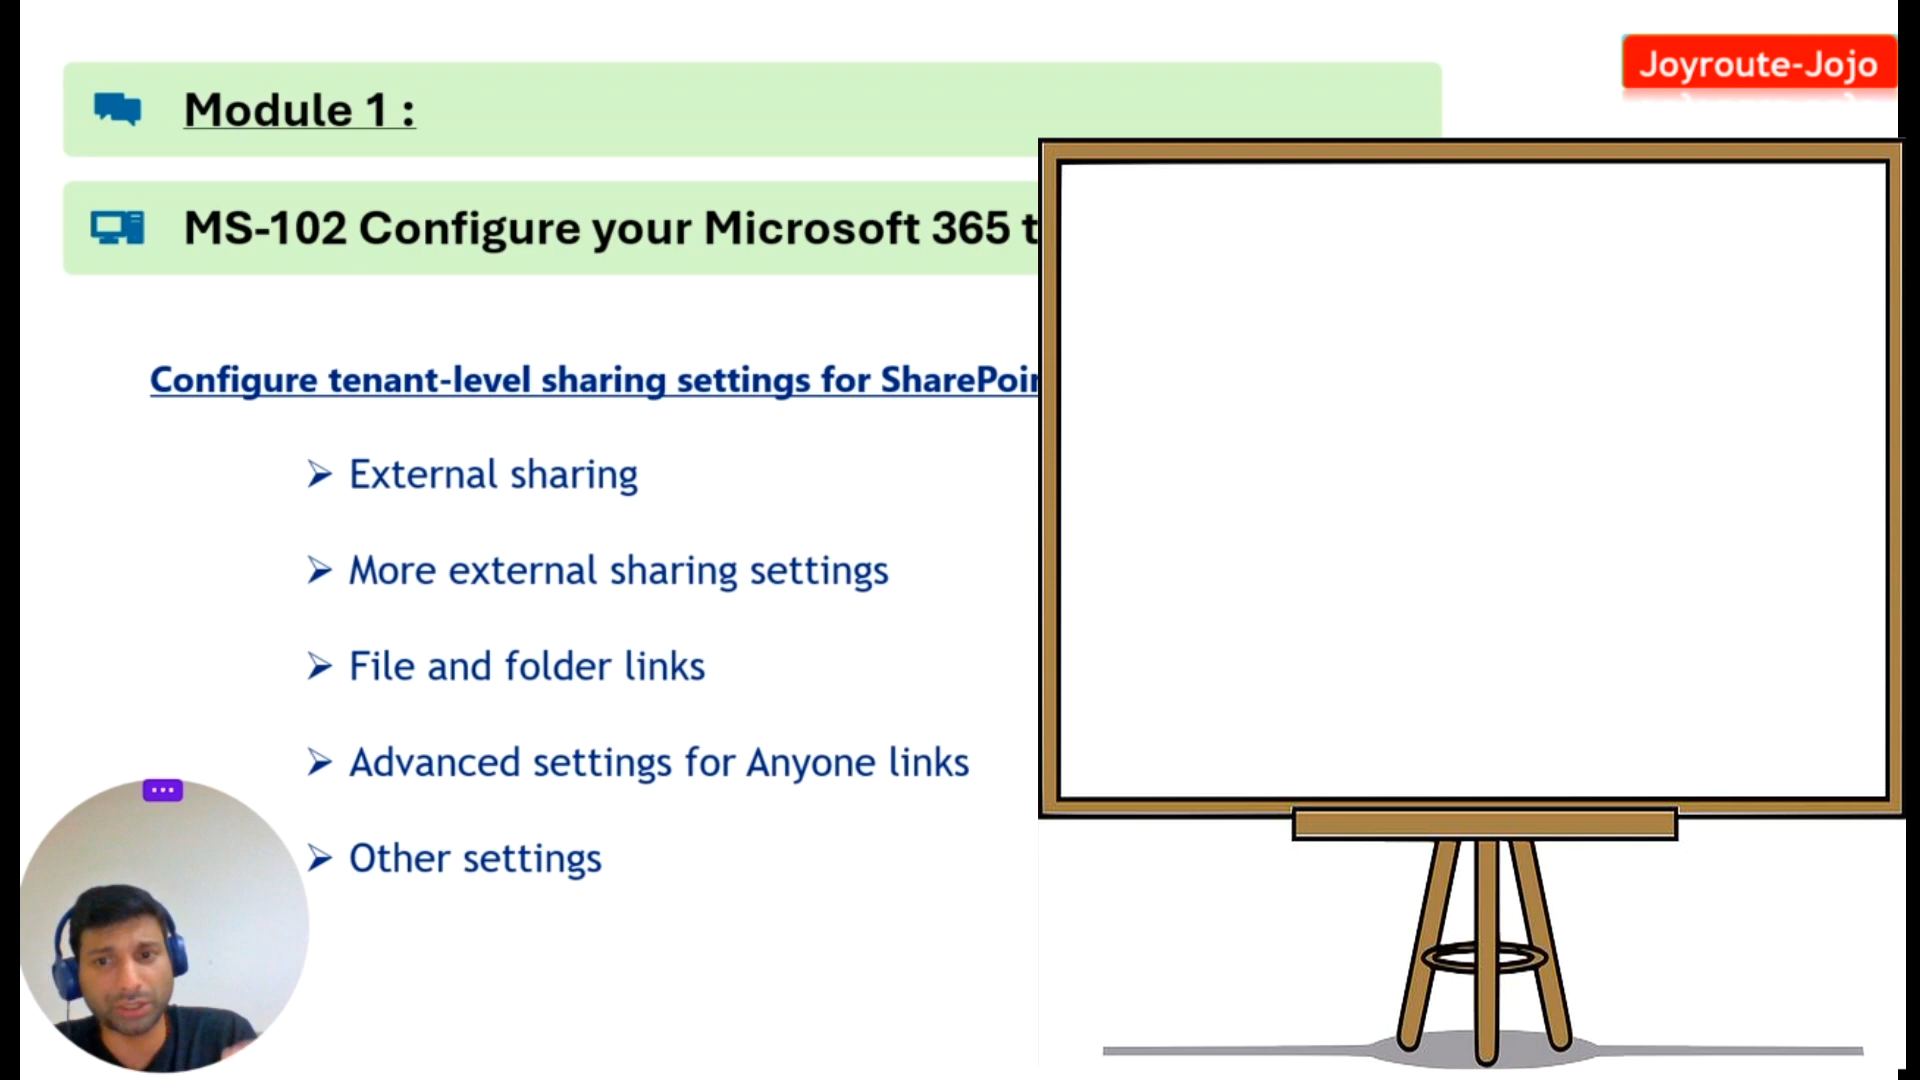 Joyroute-Jojo
Module 1 :
MS-102 Configure your Microsoft 365 t
Configure tenant-level sharing settings for SharePoin
➢ External sharing
➢ More external sharing settings
➢ File and folder links
➢ Advanced settings for Anyone links
➢ Other settings